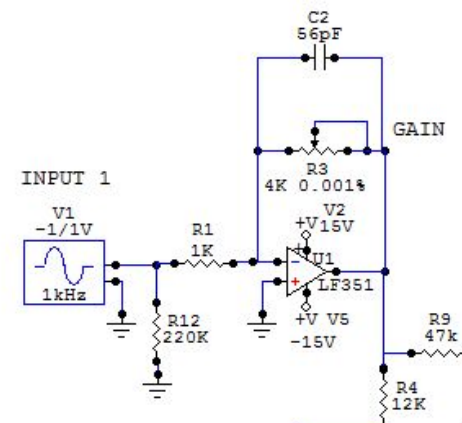 C2
56pF
GAIN
R3
4K 0.001%
INPUT 1
V1
-1/1V
1kHz
R1
1K
V2
+V 15V
U1
LF351
+V V5
-15V
R12
220K
R9
47k
R4
12K